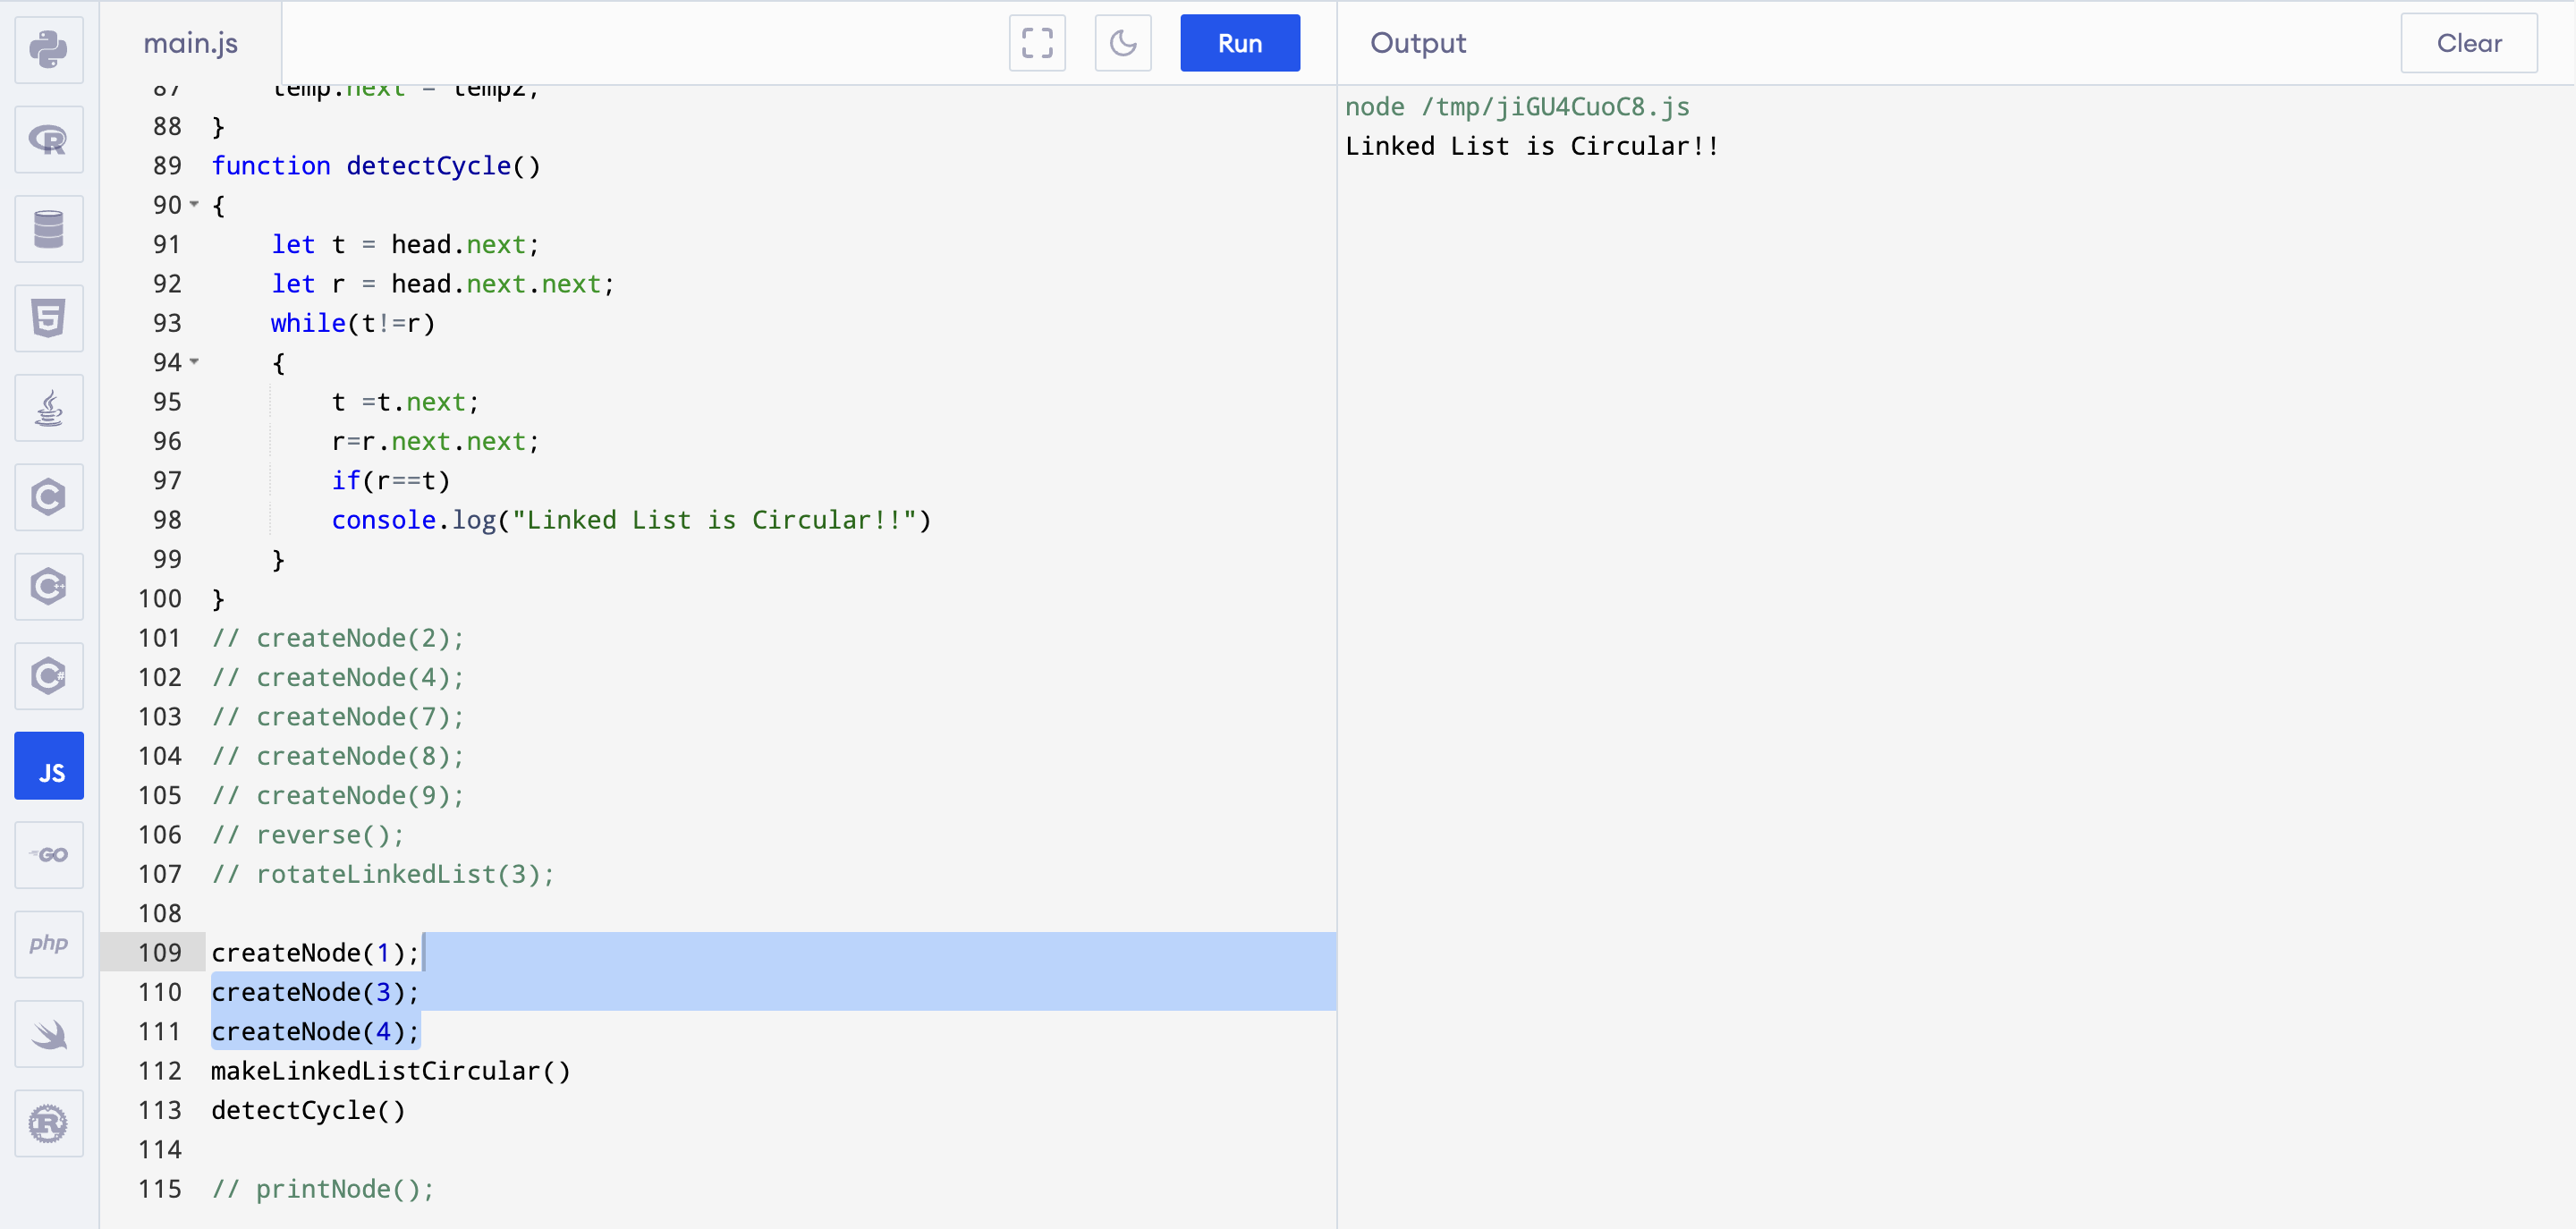 main.js
Run
Output
Clear
87 temp.next = temp2;
88 }
89 function detectCycle()
90 {
91 let t = head.next;
92 let r = head.next.next;
93 while(t!=r)
94 {
95 t =t.next;
96 r=r.next.next;
97 if(r==t)
98 console.log("Linked List is Circular!!")
99 }
100 }
101 // createNode(2);
102 // createNode(4);
103 // createNode(7);
104 // createNode(8);
105 // createNode(9);
106 // reverse();
107 // rotateLinkedList(3);
108
109 createNode(1);
110 createNode(3);
111 createNode(4);
112 makeLinkedListCircular()
113 detectCycle()
114
115 // printNode();
node /tmp/jiGU4CuoC8.js
Linked List is Circular!!
R
5
C
C++
C#
JS
GO
php
R